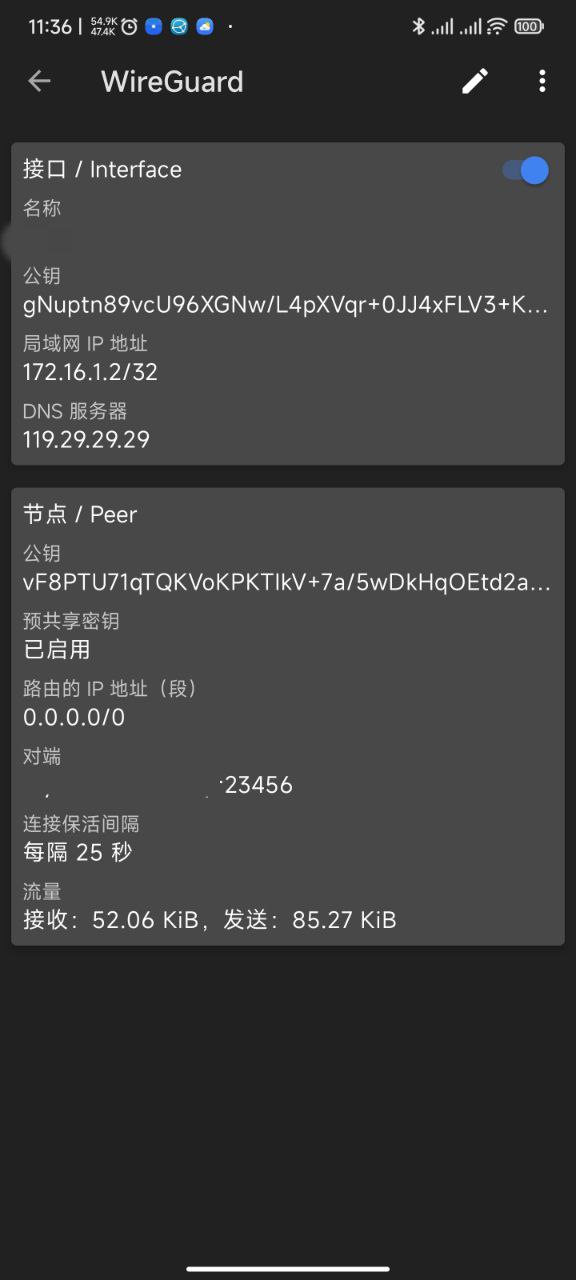 11:36 | 54.9K 47.4K 100
WireGuard
接口 / Interface
名称
公钥
gNuptn89vcU96XGNw/L4pXVqr+0JJ4xFLV3+K...
局域网 IP 地址
172.16.1.2/32
DNS 服务器
119.29.29.29
节点 / Peer
公钥
vF8PTU71qTQKVoKPKTIkV+7a/5wDkHqOEtd2a...
预共享密钥
已启用
路由的 IP 地址（段）
0.0.0.0/0
对端
:23456
连接保活间隔
每隔 25 秒
流量
接收：52.06 KiB，发送：85.27 KiB